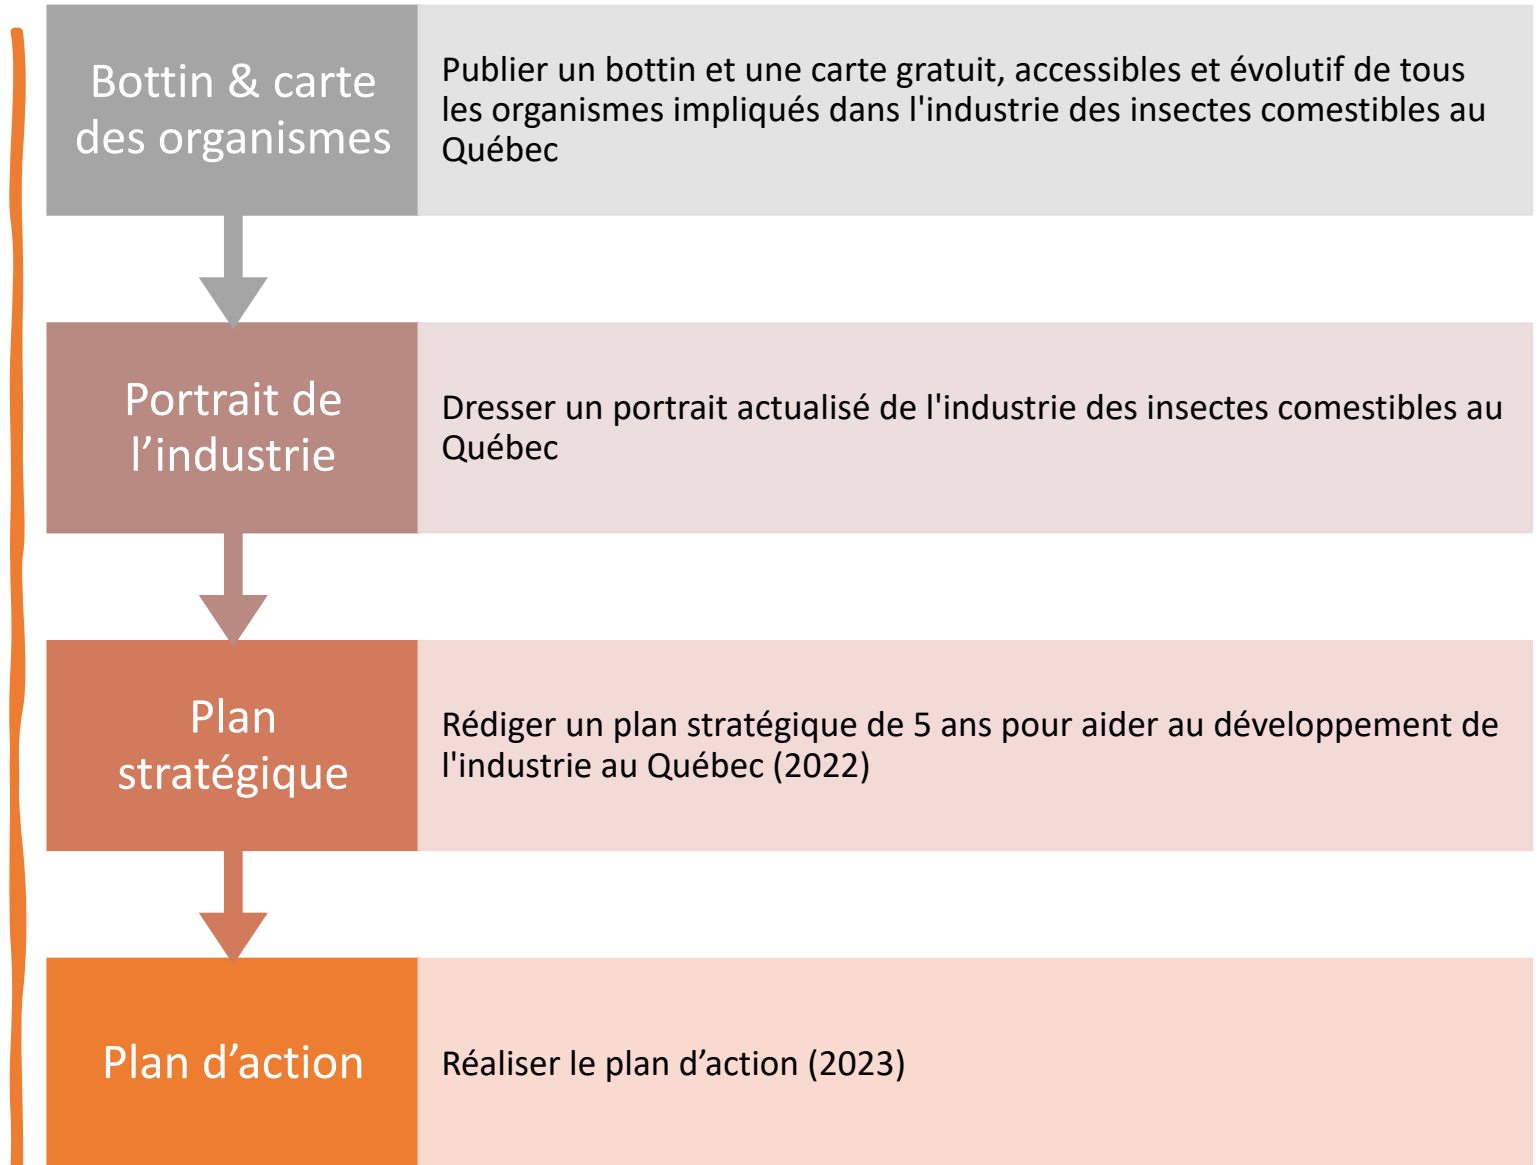 Bottin & carte
des organismes
Publier un bottin et une carte gratuit, accessibles et évolutif de tous
les organismes impliqués dans l'industrie des insectes comestibles au
Québec
Portrait de
l’industrie
Dresser un portrait actualisé de l'industrie des insectes comestibles au
Québec
Plan
stratégique
Rédiger un plan stratégique de 5 ans pour aider au développement de
l'industrie au Québec (2022)
Plan d’action
Réaliser le plan d’action (2023)